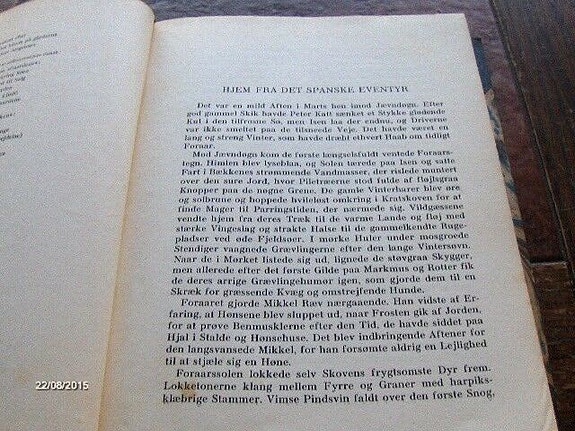 HJEM FRA DET SPANSKE EVENTYR
Det var en mild Aften i Marts hen imod Jævndøgn. Efter
god gammel Skik havde Peter Katt sænket et Stykke glødende
Kul i den tilfrosne Sø, men Isen laa der endnu, og Driverne
var ikke smeltet paa de tilsneede Veje. Det havde været en
lang og streng Vinter, som havde dræbt ethvert Haab om tidligt
Foraar.
Mod Jævndøgn kom de første længselsfuldt ventede Foraars-
tegn. Himlen blev lyseblaa, og Solen tærede paa Isen og satte
Fart i Bækkenes strømmende Vandmasser, der rislede muntert
over den sure Jord, hvor Piletræerne stod fulde af fløjlsgraa
Knopper paa de nøgne Grene. De gamle Vinterharer blev øre
og solbrune og hoppede hvileløst omkring i Kratskoven for at
finde Mager til Parringstiden, der nærmede sig. Vildgæssene
vendte hjem fra deres Træk til de varme Lande og fløj med
stærke Vingeslag og strakte Halse til de gammelkendte Ruge-
pladser ved øde Fjeldsøer. I mørke Huler under mosgroede
Stendiger vaagnede Grævlingerne efter den lange Vintersøvn.
Naar de i Mørket listede sig ud, lignede de støvgraa Skygger,
men allerede efter det første Gilde paa Markmus og Rotter fik
de deres arrige Grævlingehumør igen, som gjorde dem til en
Skræk for græssende Kvæg og omstrejfende Hunde.
Foraaret gjorde Mikkel Ræv nærgaaende. Han vidste af Er-
faring, at Hønsene blev sluppet ud, naar Frosten gik af Jorden,
for at prøve Benmusklerne efter den Tid, de havde siddet paa
Hjal i Stalde og Hønsehuse. Det blev indbringende Aftener for
den langsvansede Mikkel, for han forsømte aldrig en Lejlighed
til at stjæle sig en Høne.
Foraarssolen lokkede selv Skovens frygtsomste Dyr frem.
Lokketonerne klang mellem Fyrre og Graner med harpiks-
klæbrige Stammer. Vimse Pindsvin faldt over den første Snog,
22/08/2015